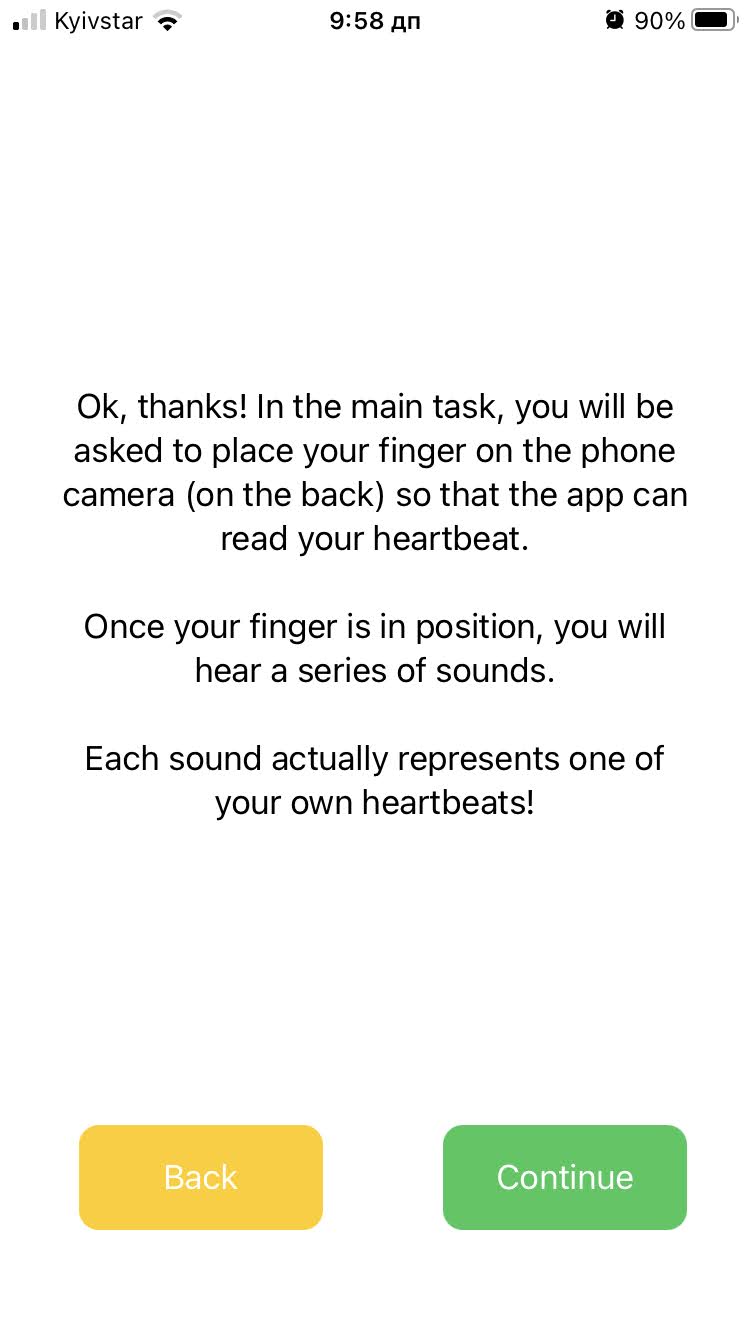 Kyivstar 9:58 дп 90%
Ok, thanks! In the main task, you will be
asked to place your finger on the phone
camera (on the back) so that the app can
read your heartbeat.
Once your finger is in position, you will
hear a series of sounds.
Each sound actually represents one of
your own heartbeats!
Back Continue